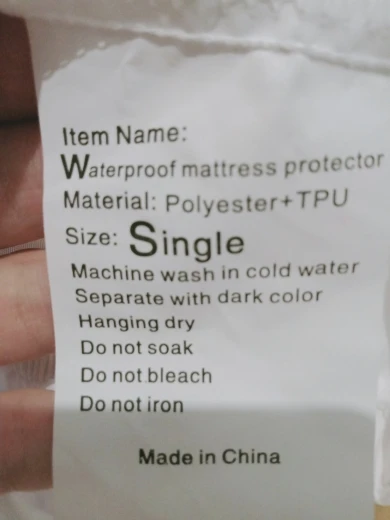 Item Name:
Waterproof mattress protector
Material: Polyester+TPU
Size: Single
Machine wash in cold water
Separate with dark color
Hanging dry
Do not soak
Do not bleach
Do not iron
Made in China